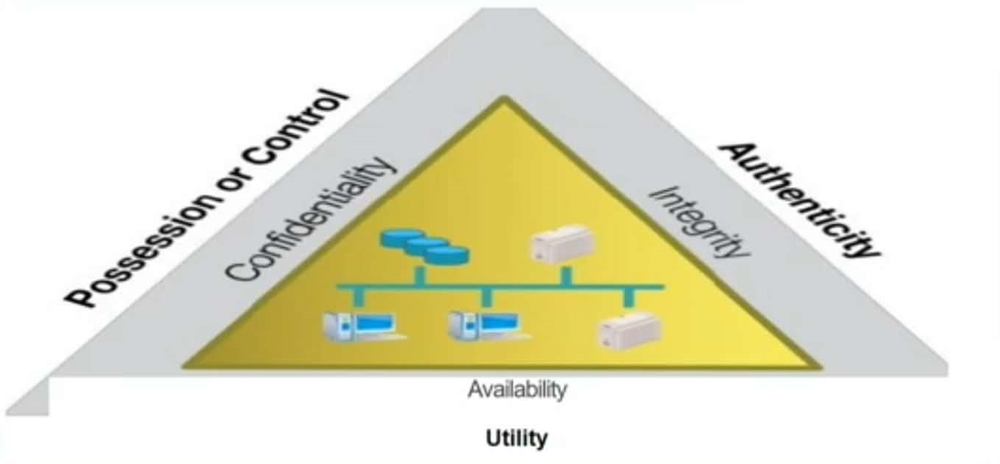 Possession or Control
Confidentiality
Integrity
Authenticity
Availability
Utility